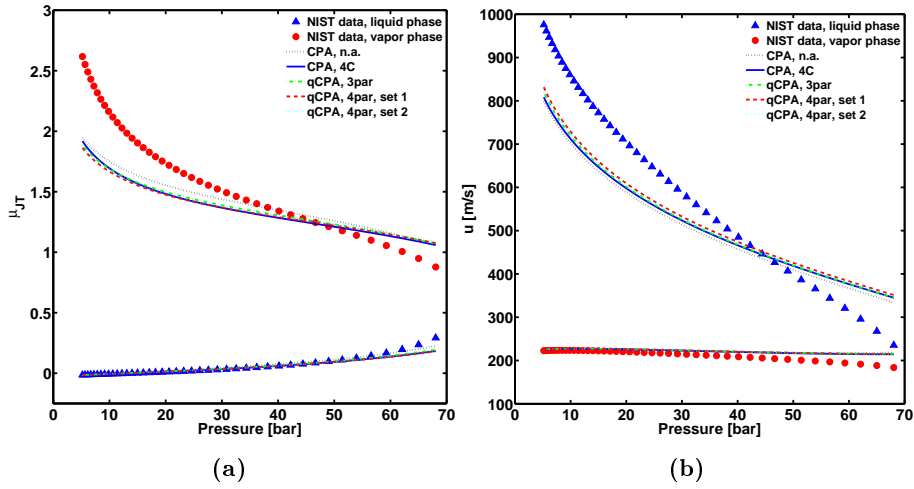 3
2.5
2
1.5
1
0.5
0
μJT
0 10 20 30 40 50 60 70
Pressure [bar]
NIST data, liquid phase
NIST data, vapor phase
CPA, n.a.
CPA, 4C
qCPA, 3par
qCPA, 4par, set 1
qCPA, 4par, set 2
(a)
1000
900
800
700
600
500
400
300
200
100
u [m/s]
0 10 20 30 40 50 60 70
Pressure [bar]
NIST data, liquid phase
NIST data, vapor phase
CPA, n.a.
CPA, 4C
qCPA, 3par
qCPA, 4par, set 1
qCPA, 4par, set 2
(b)